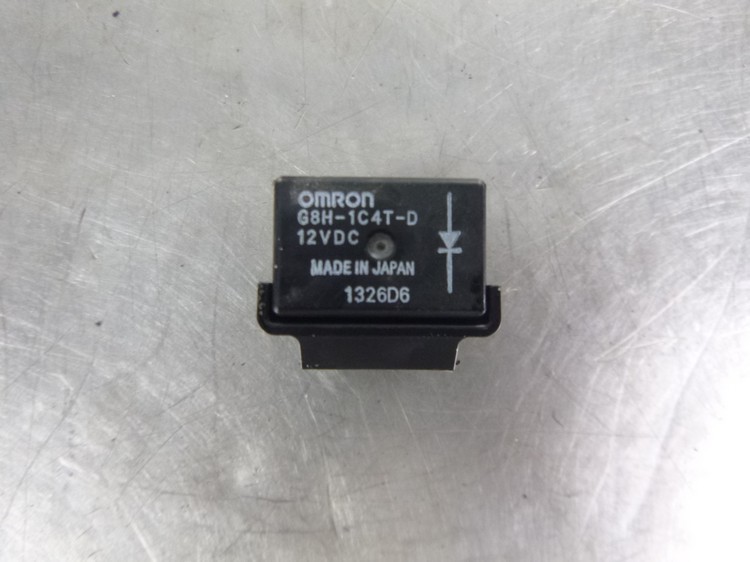 OMRON
G8H-1C4T-D
12VDC
MADE IN JAPAN
1326D6